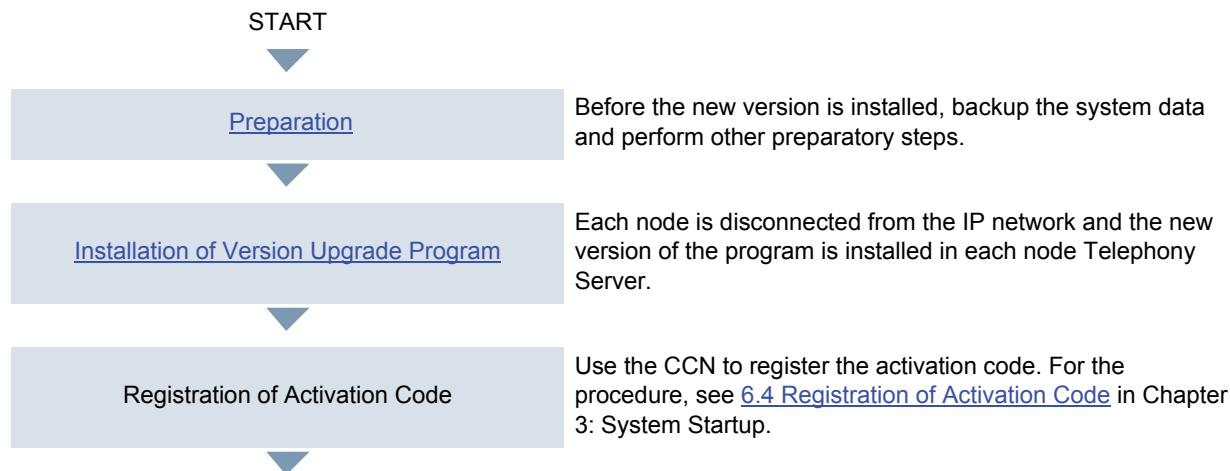 START
Preparation
Before the new version is installed, backup the system data
and perform other preparatory steps.
Installation of Version Upgrade Program
Each node is disconnected from the IP network and the new
version of the program is installed in each node Telephony
Server.
Registration of Activation Code
Use the CCN to register the activation code. For the
procedure, see 6.4 Registration of Activation Code in Chapter
3: System Startup.